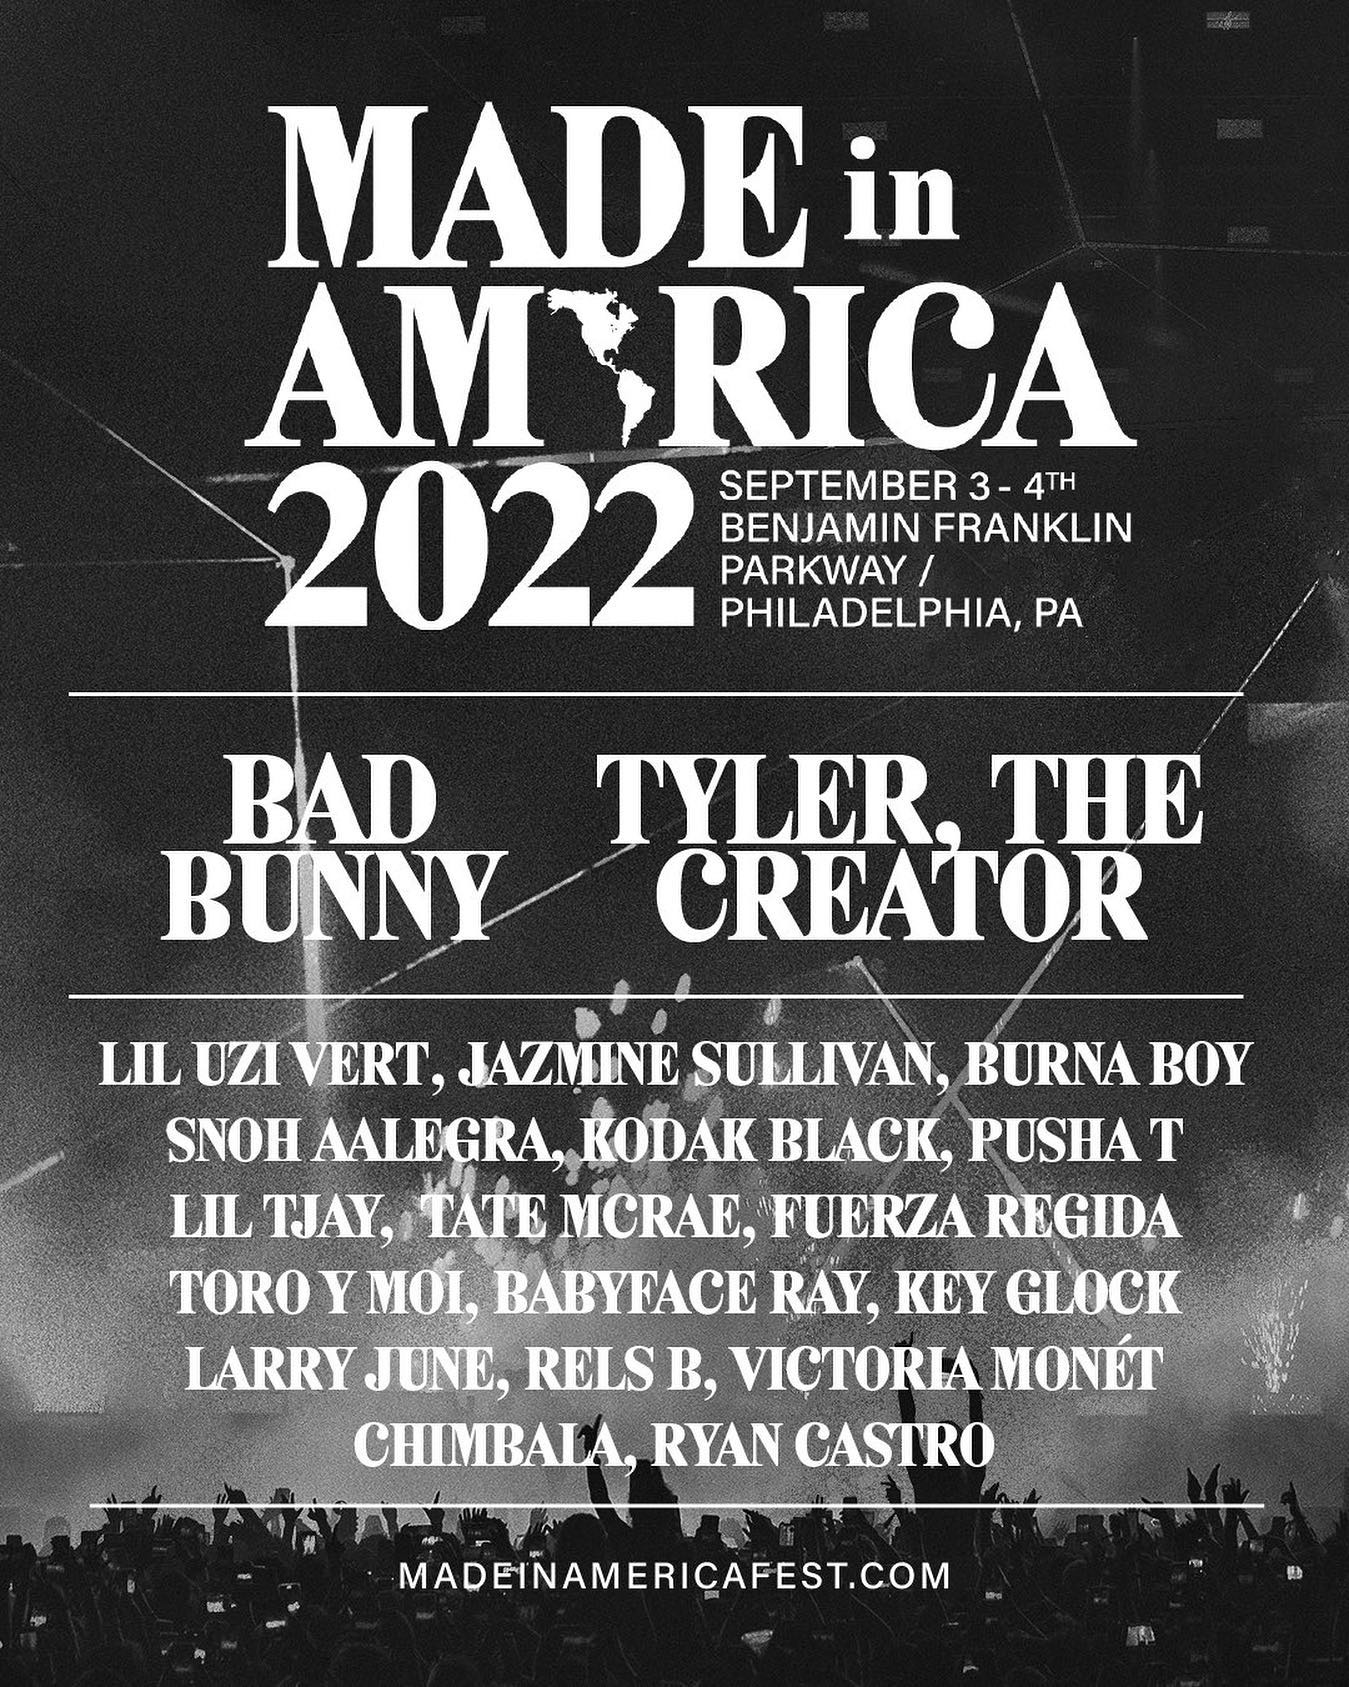 MADE in
AMRICA
2022
SEPTEMBER 3 - 4TH
BENJAMIN FRANKLIN
PARKWAY /
PHILADELPHIA, PA
BAD
BUNNY
TYLER, THE
CREATOR
LIL UZI VERT, JAZMINE SULLIVAN, BURNA BOY
SNOH AALEGRA, KODAK BLACK, PUSHA T
LIL TJAY, TATE MCRAE, FUERZA REGIDA
TORO Y MOI, BABYFACE RAY, KEY GLOCK
LARRY JUNE, RELS B, VICTORIA MONÉT
CHIMBALA, RYAN CASTRO
MADEINAMERICAFEST.COM